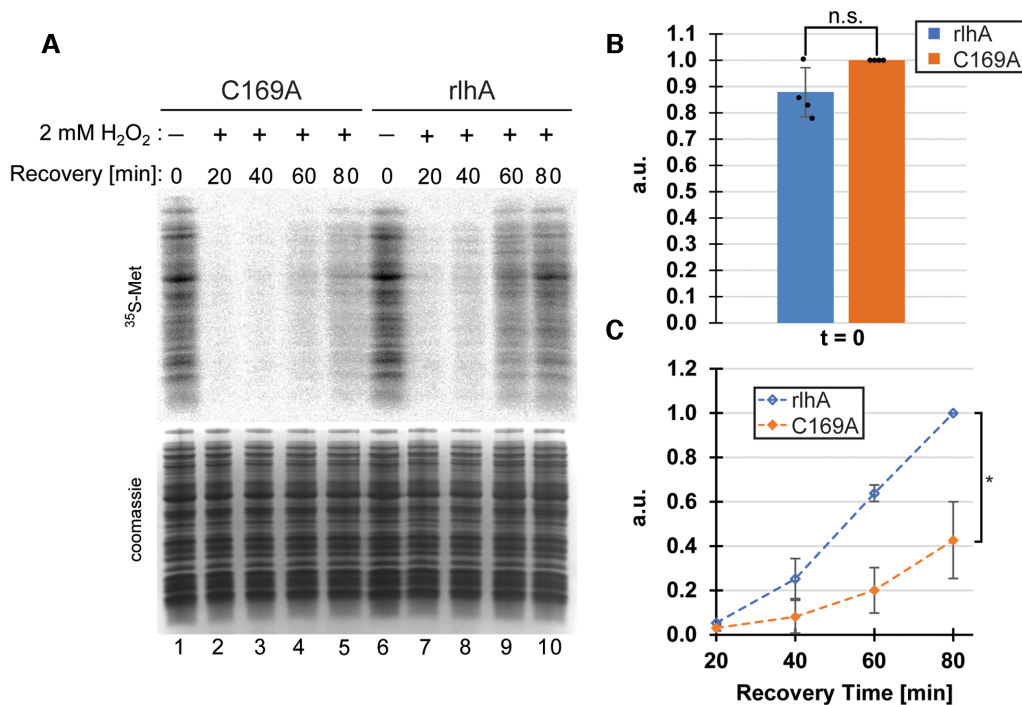 A
C169A rlhA
2 mM H₂O₂ : – + + + + – + + + +
Recovery [min]: 0 20 40 60 80 0 20 40 60 80
³⁵S-Met
coomassie
1 2 3 4 5 6 7 8 9 10
B
n.s.
rlhA
C169A
a.u.
1.1
1.0
0.9
0.8
0.7
0.6
0.5
0.4
0.3
0.2
0.1
0.0
t = 0
C
rlhA
C169A
a.u.
1.2
1.0
0.8
0.6
0.4
0.2
0.0
*
20 40 60 80
Recovery Time [min]